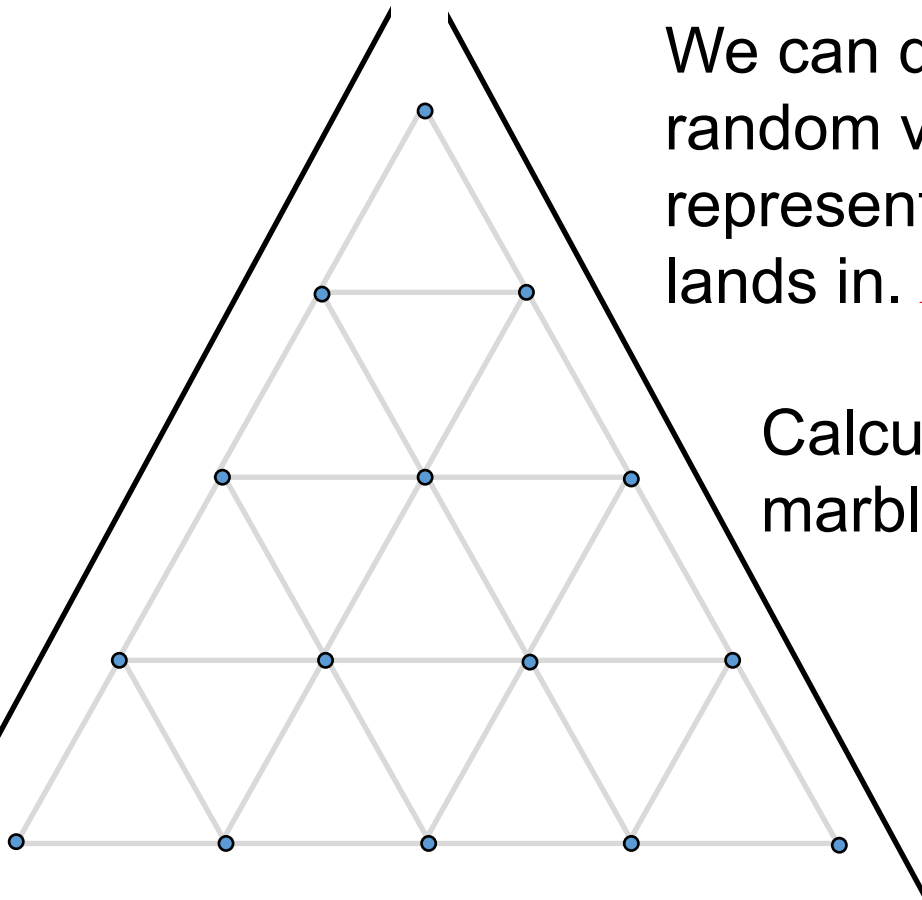 We can
random
represent
lands in.
Calcu
marbl